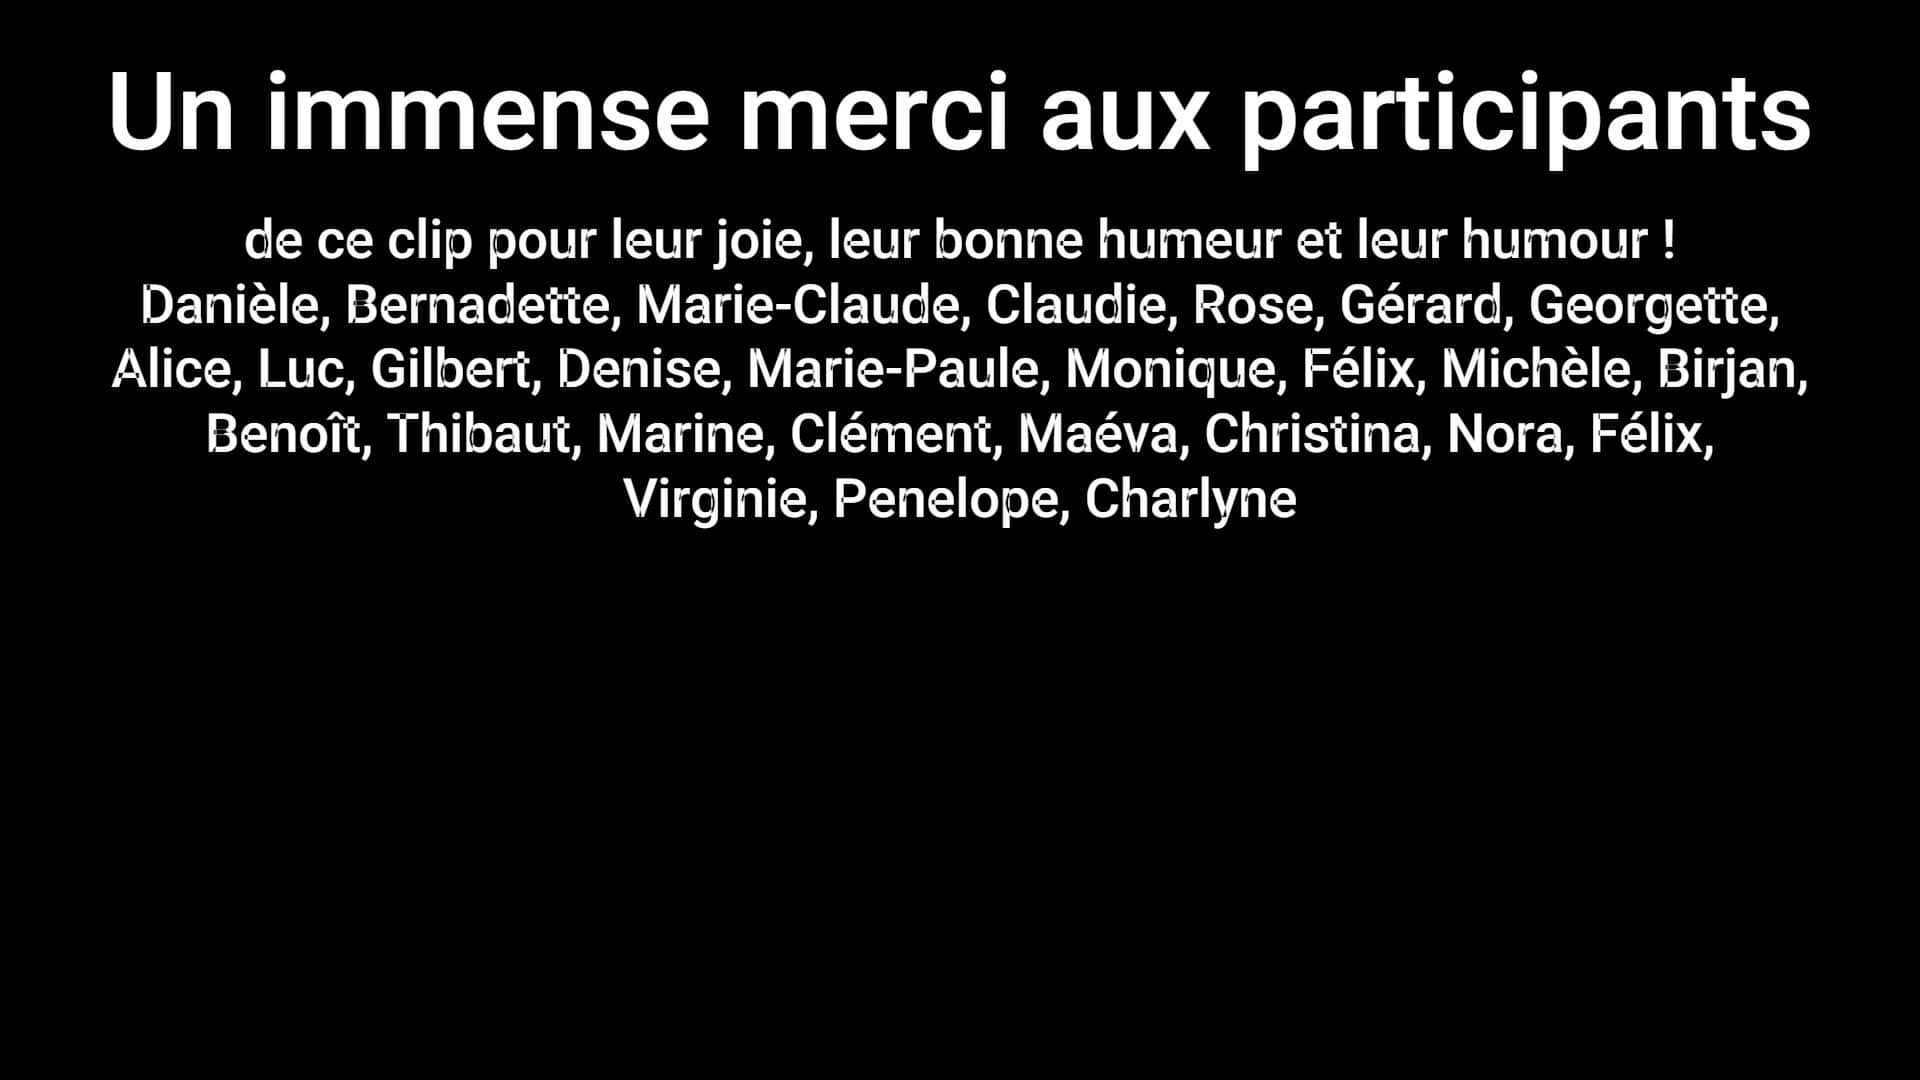 Un immense merci aux participants
de ce clip pour leur joie, leur bonne humeur et leur humour !
Danièle, Bernadette, Marie-Claude, Claudie, Rose, Gérard, Georgette,
Alice, Luc, Gilbert, Denise, Marie-Paule, Monique, Félix, Michèle, Birjan,
Benoît, Thibaut, Marine, Clément, Maéva, Christina, Nora, Félix,
Virginie, Penelope, Charlyne